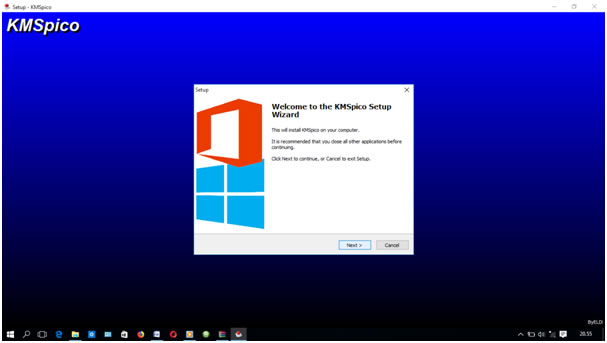 Setup - KMSpico
KMSpico
Setup
Welcome to the KMSpico Setup
Wizard
This will install KMSpico on your computer.
It is recommended that you close all other applications before
continuing.
Click Next to continue, or Cancel to exit Setup.
Next >
Cancel
ByELDI
20.55